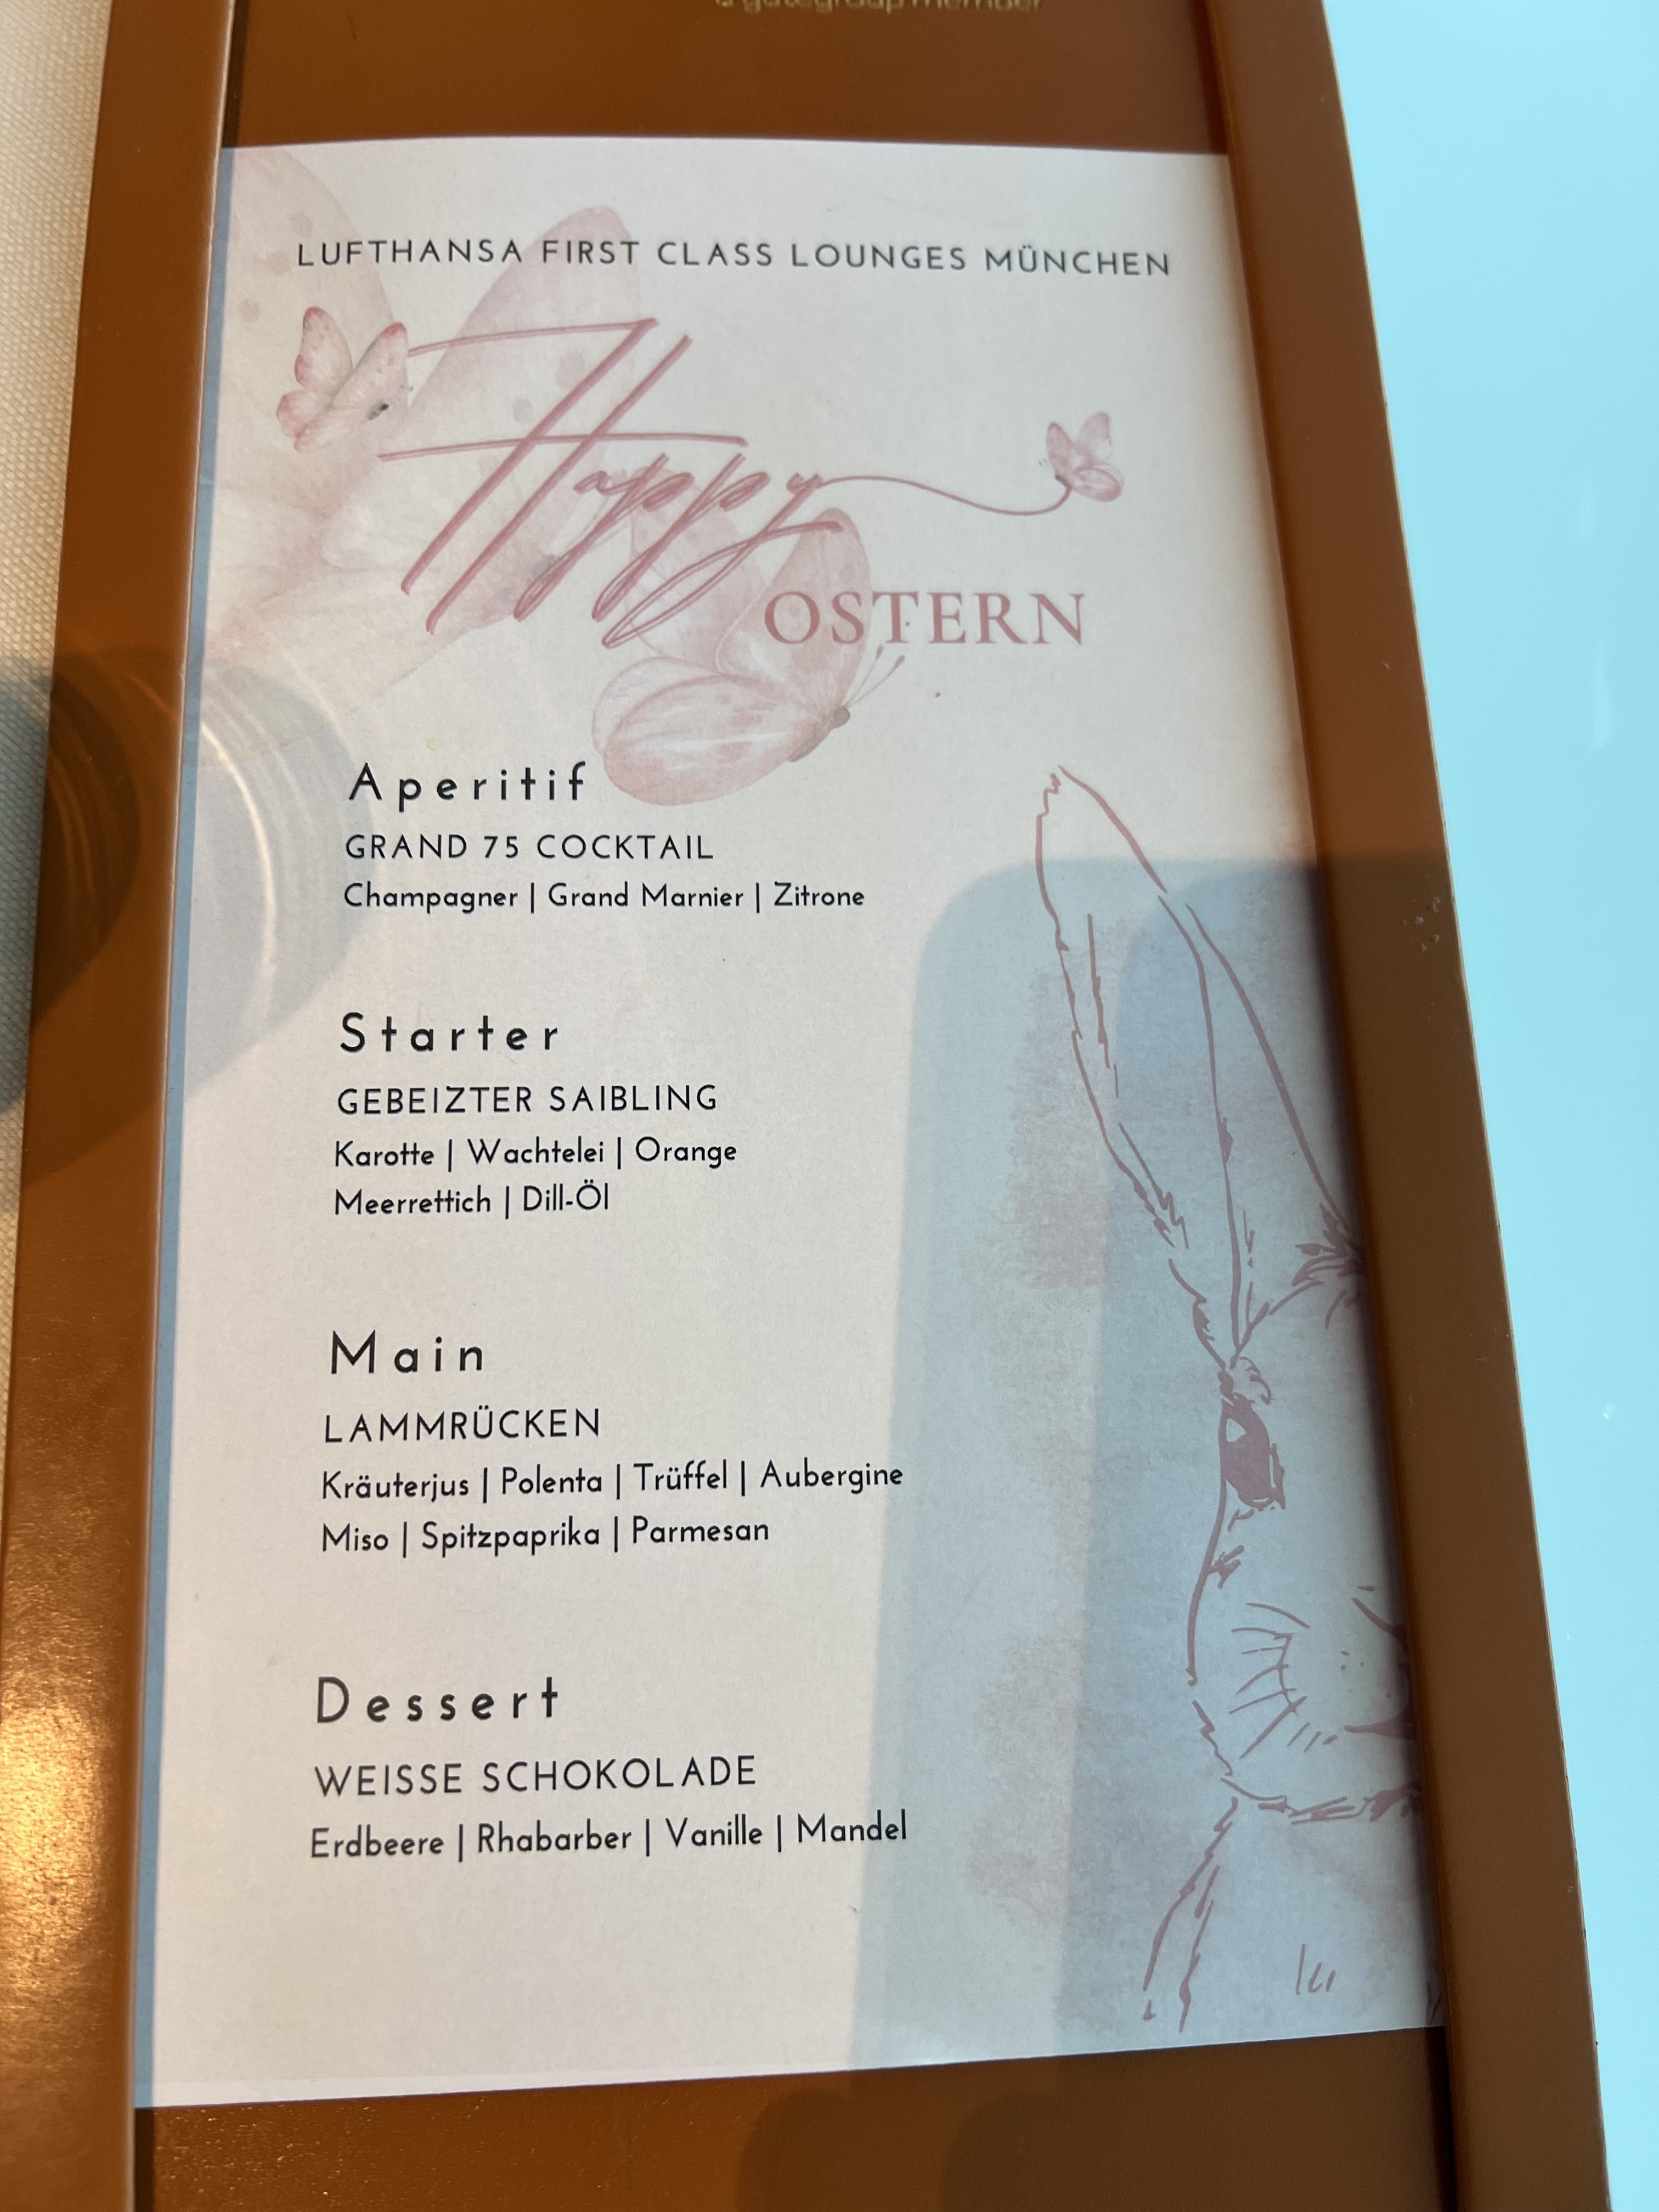 a gategroup member
LUFTHANSA FIRST CLASS LOUNGES MÜNCHEN
Happy
OSTERN
Aperitif
GRAND 75 COCKTAIL
Champagner | Grand Marnier | Zitrone
Starter
GEBEIZTER SAIBLING
Karotte | Wachtelei | Orange
Meerrettich | Dill-Öl
Main
LAMMRÜCKEN
Kräuterjus | Polenta | Trüffel | Aubergine
Miso | Spitzpaprika | Parmesan
Dessert
WEISSE SCHOKOLADE
Erdbeere | Rhabarber | Vanille | Mandel